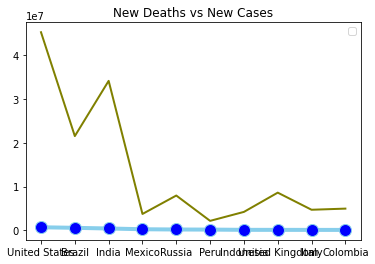 New Deaths vs New Cases
1e7
4
3
2
1
0
United States Brazil India Mexico Russia Peru Indonesia United Kingdom Italy Colombia